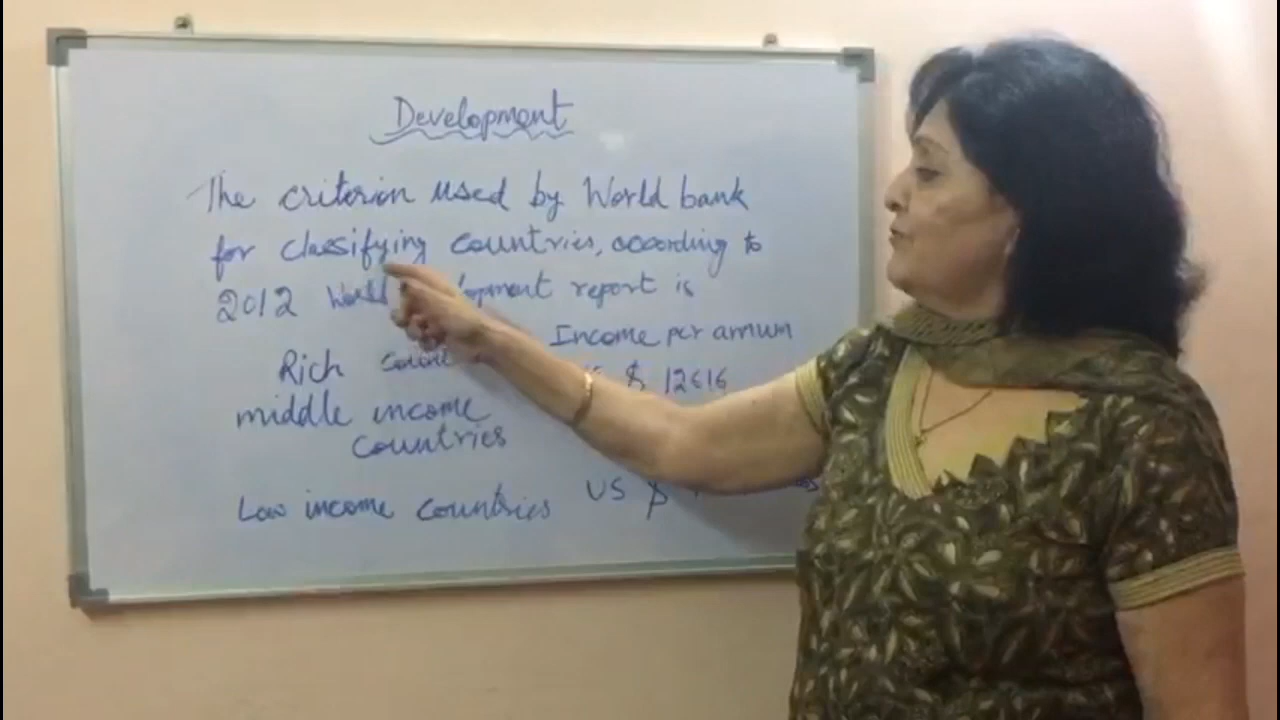 Development
The criterion used by World bank
for classifying countries, according to
2012 World report is
Income per annum
Rich $ 12616
middle income
countries
Low income countries US $